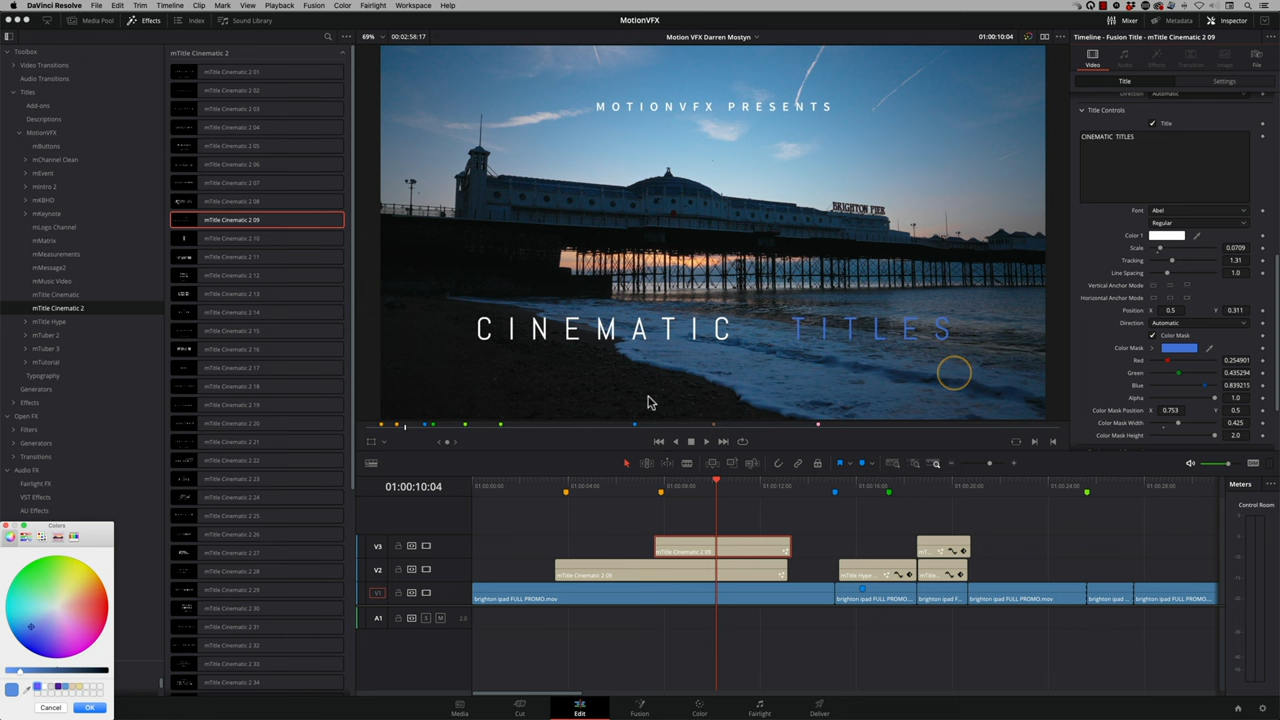 DaVinci Resolve File Edit Trim Timeline Clip Mark View Playback Fusion Color Fairlight Workspace Help
Media Pool Effects Index Sound Library MotionVFX Mixer Metadata Inspector
69% 00:02:58:17 Motion VFX Darren Mostyn 01:00:10:04 Timeline - Fusion Title - mTitle Cinematic 2 09
Toolbox
Video Transitions
Audio Transitions
Titles
Add-ons
Descriptions
MotionVFX
mButtons
mChannel Clean
mEvent
mIntro 2
mKBHD
mKeynote
mLogo Channel
mMatrix
mMeasurements
mMessage2
mMusic Video
mTitle Cinematic
mTitle Cinematic 2
mTitle Hype
mTuber 2
mTuber 3
mTutorial
Typography
Generators
Effects
Open FX
Filters
Generators
Transitions
Audio FX
Fairlight FX
VST Effects
AU Effects
mTitle Cinematic 2
mTitle Cinematic 2 01
mTitle Cinematic 2 02
mTitle Cinematic 2 03
mTitle Cinematic 2 04
mTitle Cinematic 2 05
mTitle Cinematic 2 06
mTitle Cinematic 2 07
mTitle Cinematic 2 08
mTitle Cinematic 2 09
mTitle Cinematic 2 10
mTitle Cinematic 2 11
mTitle Cinematic 2 12
mTitle Cinematic 2 13
mTitle Cinematic 2 14
mTitle Cinematic 2 15
mTitle Cinematic 2 16
mTitle Cinematic 2 17
mTitle Cinematic 2 18
mTitle Cinematic 2 19
mTitle Cinematic 2 20
mTitle Cinematic 2 21
mTitle Cinematic 2 22
mTitle Cinematic 2 23
mTitle Cinematic 2 24
mTitle Cinematic 2 25
mTitle Cinematic 2 26
mTitle Cinematic 2 27
mTitle Cinematic 2 28
mTitle Cinematic 2 29
mTitle Cinematic 2 30
mTitle Cinematic 2 31
mTitle Cinematic 2 32
mTitle Cinematic 2 33
mTitle Cinematic 2 34
MOTIONVFX PRESENTS
BRIGHTON PIER
CINEMATIC TITLES
Video Audio Effects Transition Image File
Title Settings
Direction Automatic
Title Controls
Title
CINEMATIC TITLES
Font Abel
Regular
Color 1
Scale 0.0709
Tracking 1.31
Line Spacing 1.0
Vertical Anchor Mode
Horizontal Anchor Mode
Position X 0.5 Y 0.311
Direction Automatic
Color Mask
Color Mask
Red 0.254901
Green 0.435294
Blue 0.839215
Alpha 1.0
Color Mask Position X 0.753 Y 0.5
Color Mask Width 0.425
Color Mask Height 2.0
DIM
01:00:10:04 01:00:00:00 01:00:04:00 01:00:08:00 01:00:12:00 01:00:16:00 01:00:20:00 01:00:24:00 01:00:28:00
V3 mTitle Cinematic 2 09 mT...
V2 mTitle Cinematic 2 09 mTitle Hype ... mTitle...
V1 brighton ipad FULL PROMO.mov brighton ipad FULL PROM... brighton ipad F... brighton ipad FULL PROMO.mov brighton ipad ... brighton ipad FULL PROM...
A1 S M 2.0
Meters
Control Room
Colors
Cancel OK
Media Cut Edit Fusion Color Fairlight Deliver